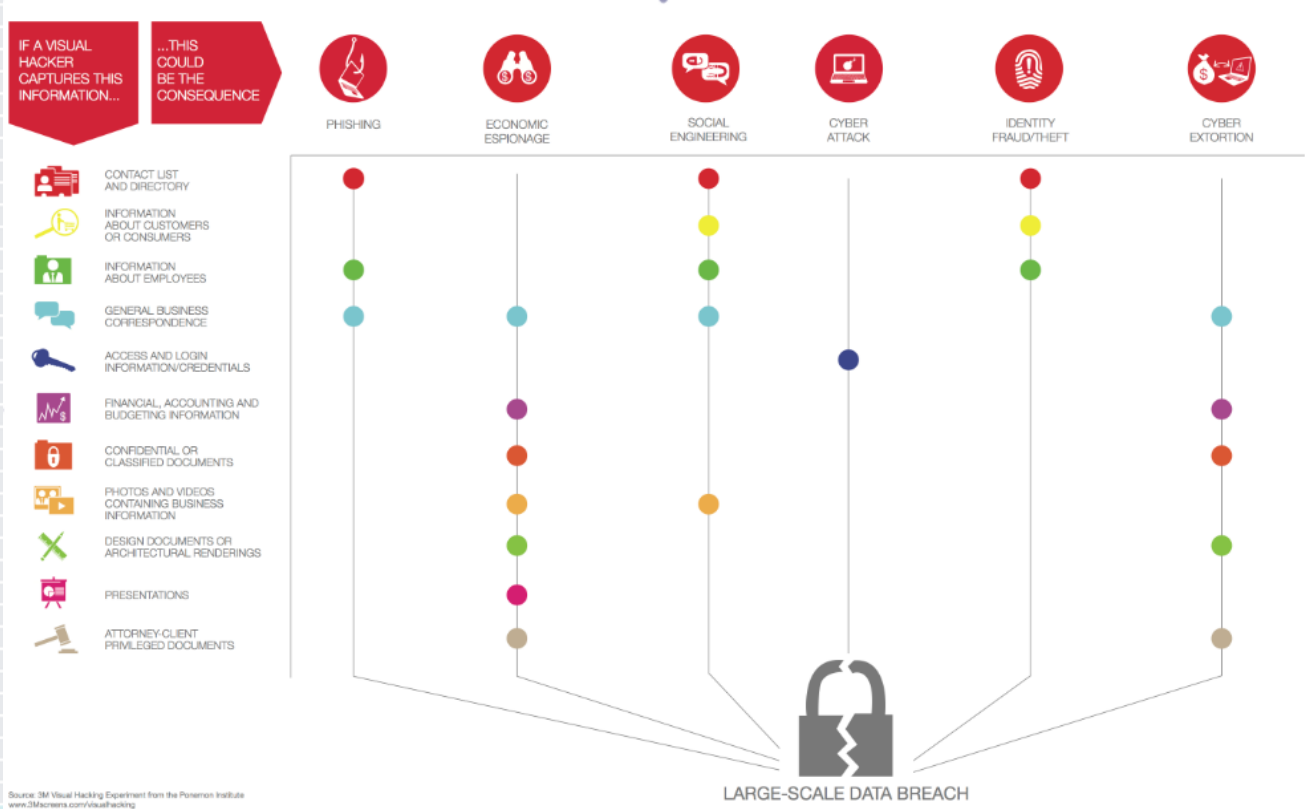 IF A VISUAL
HACKER
CAPTURES THIS
INFORMATION...
...THIS
COULD
BE THE
CONSEQUENCE
PHISHING
ECONOMIC
ESPIONAGE
SOCIAL
ENGINEERING
CYBER
ATTACK
IDENTITY
FRAUD/THEFT
CYBER
EXTORTION
CONTACT LIST
AND DIRECTORY
INFORMATION
ABOUT CUSTOMERS
OR CONSUMERS
INFORMATION
ABOUT EMPLOYEES
GENERAL BUSINESS
CORRESPONDENCE
ACCESS AND LOGIN
INFORMATION/CREDENTIALS
FINANCIAL, ACCOUNTING AND
BUDGETING INFORMATION
CONFIDENTIAL OR
CLASSIFIED DOCUMENTS
PHOTOS AND VIDEOS
CONTAINING BUSINESS
INFORMATION
DESIGN DOCUMENTS OR
ARCHITECTURAL RENDERINGS
PRESENTATIONS
ATTORNEY-CLIENT
PRIVILEGED DOCUMENTS
LARGE-SCALE DATA BREACH
Source: 3M Visual Hacking Experiment from the Ponemon Institute
www.3Mscreens.com/visualhacking